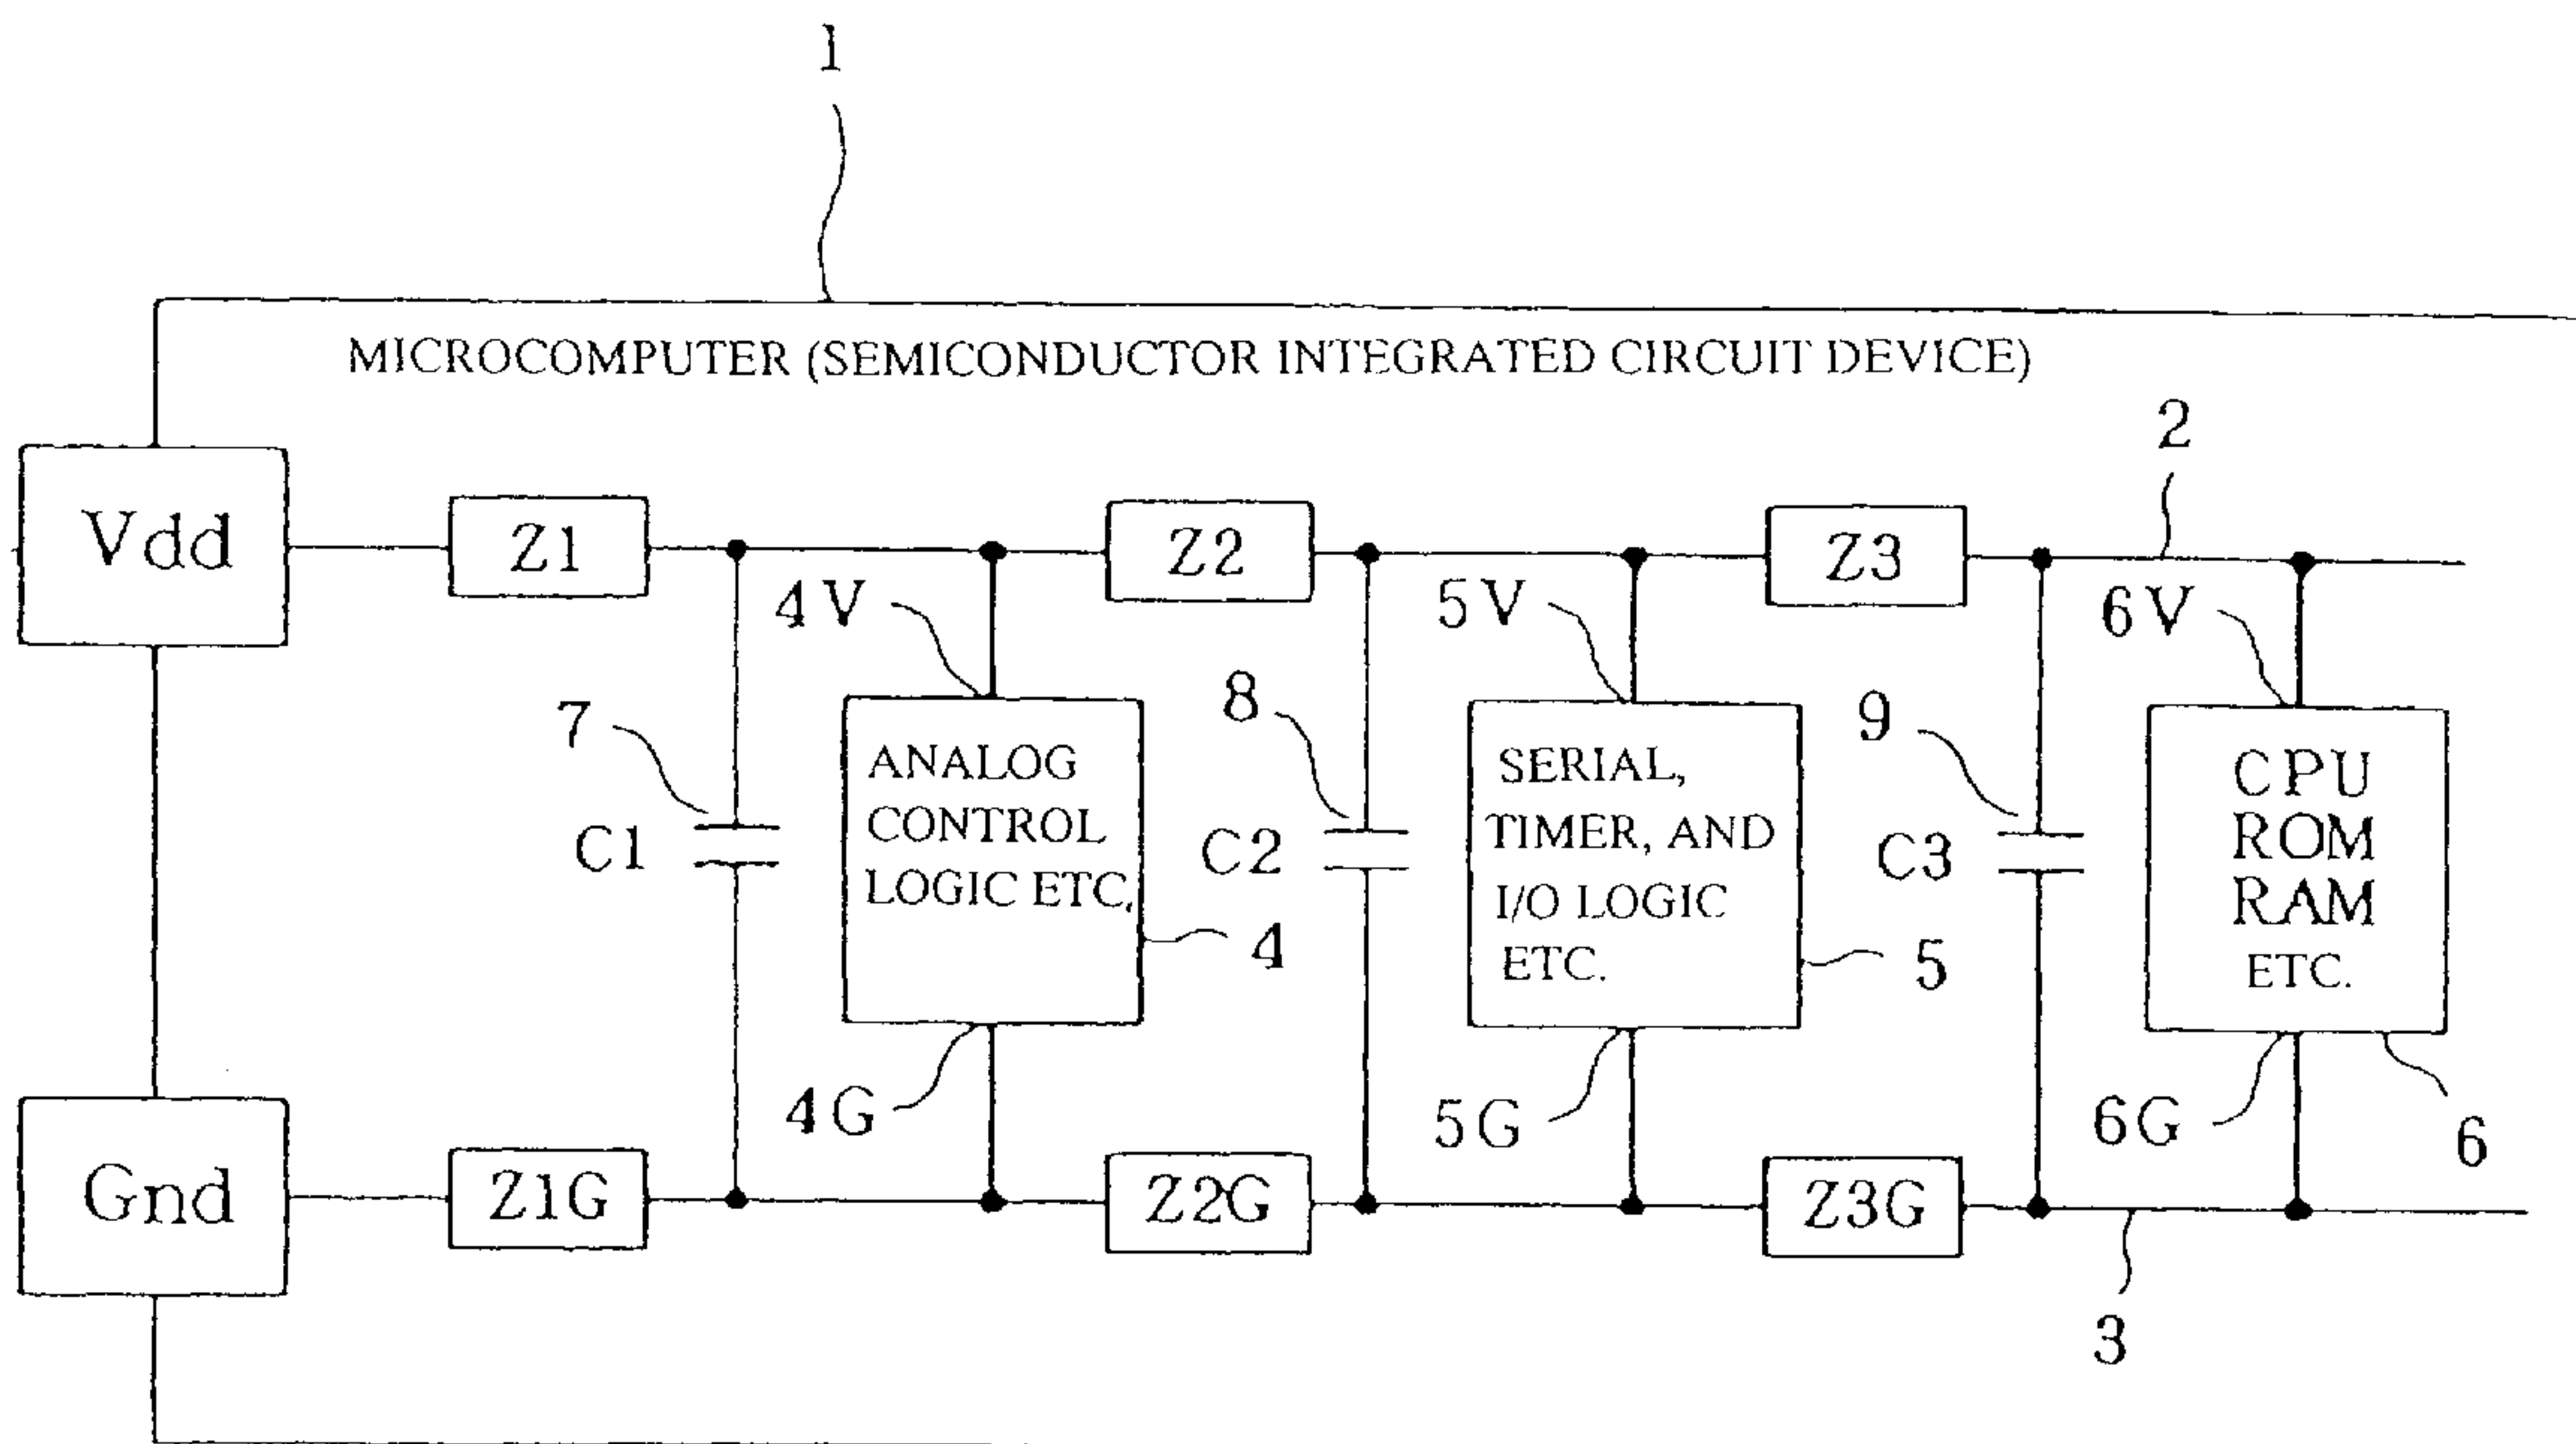 1
MICROCOMPUTER (SEMICONDUCTOR INTEGRATED CIRCUIT DEVICE)
2
Vdd
Z1
Z2
Z3
4V
5V
6V
7
8
9
C1
ANALOG
CONTROL
LOGIC ETC.
4
C2
SERIAL,
TIMER, AND
I/O LOGIC
ETC.
5
C3
CPU
ROM
RAM
ETC.
4G
5G
6G
6
Gnd
Z1G
Z2G
Z3G
3